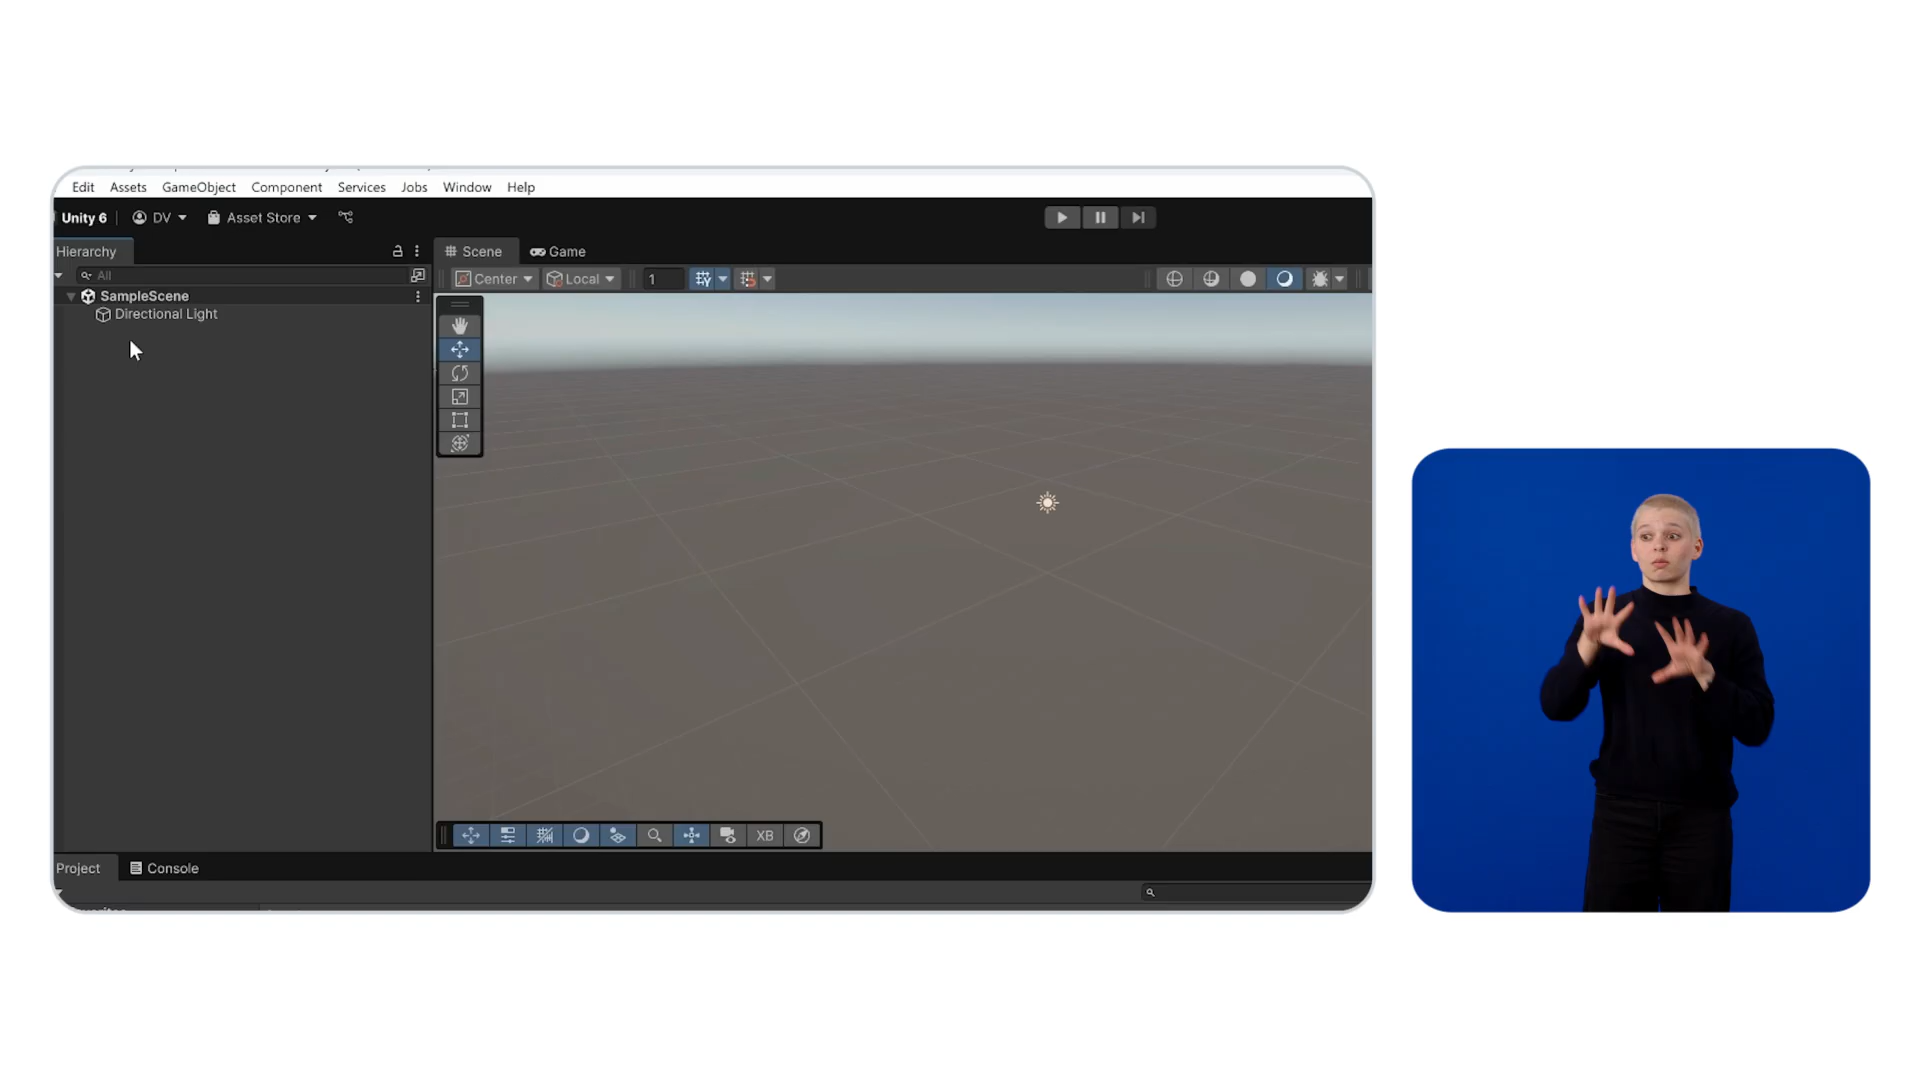 Edit Assets GameObject Component Services Jobs Window Help
Unity 6 DV Asset Store
Hierarchy
All
SampleScene
Directional Light
Scene Game
Center Local 1
XB
Project Console